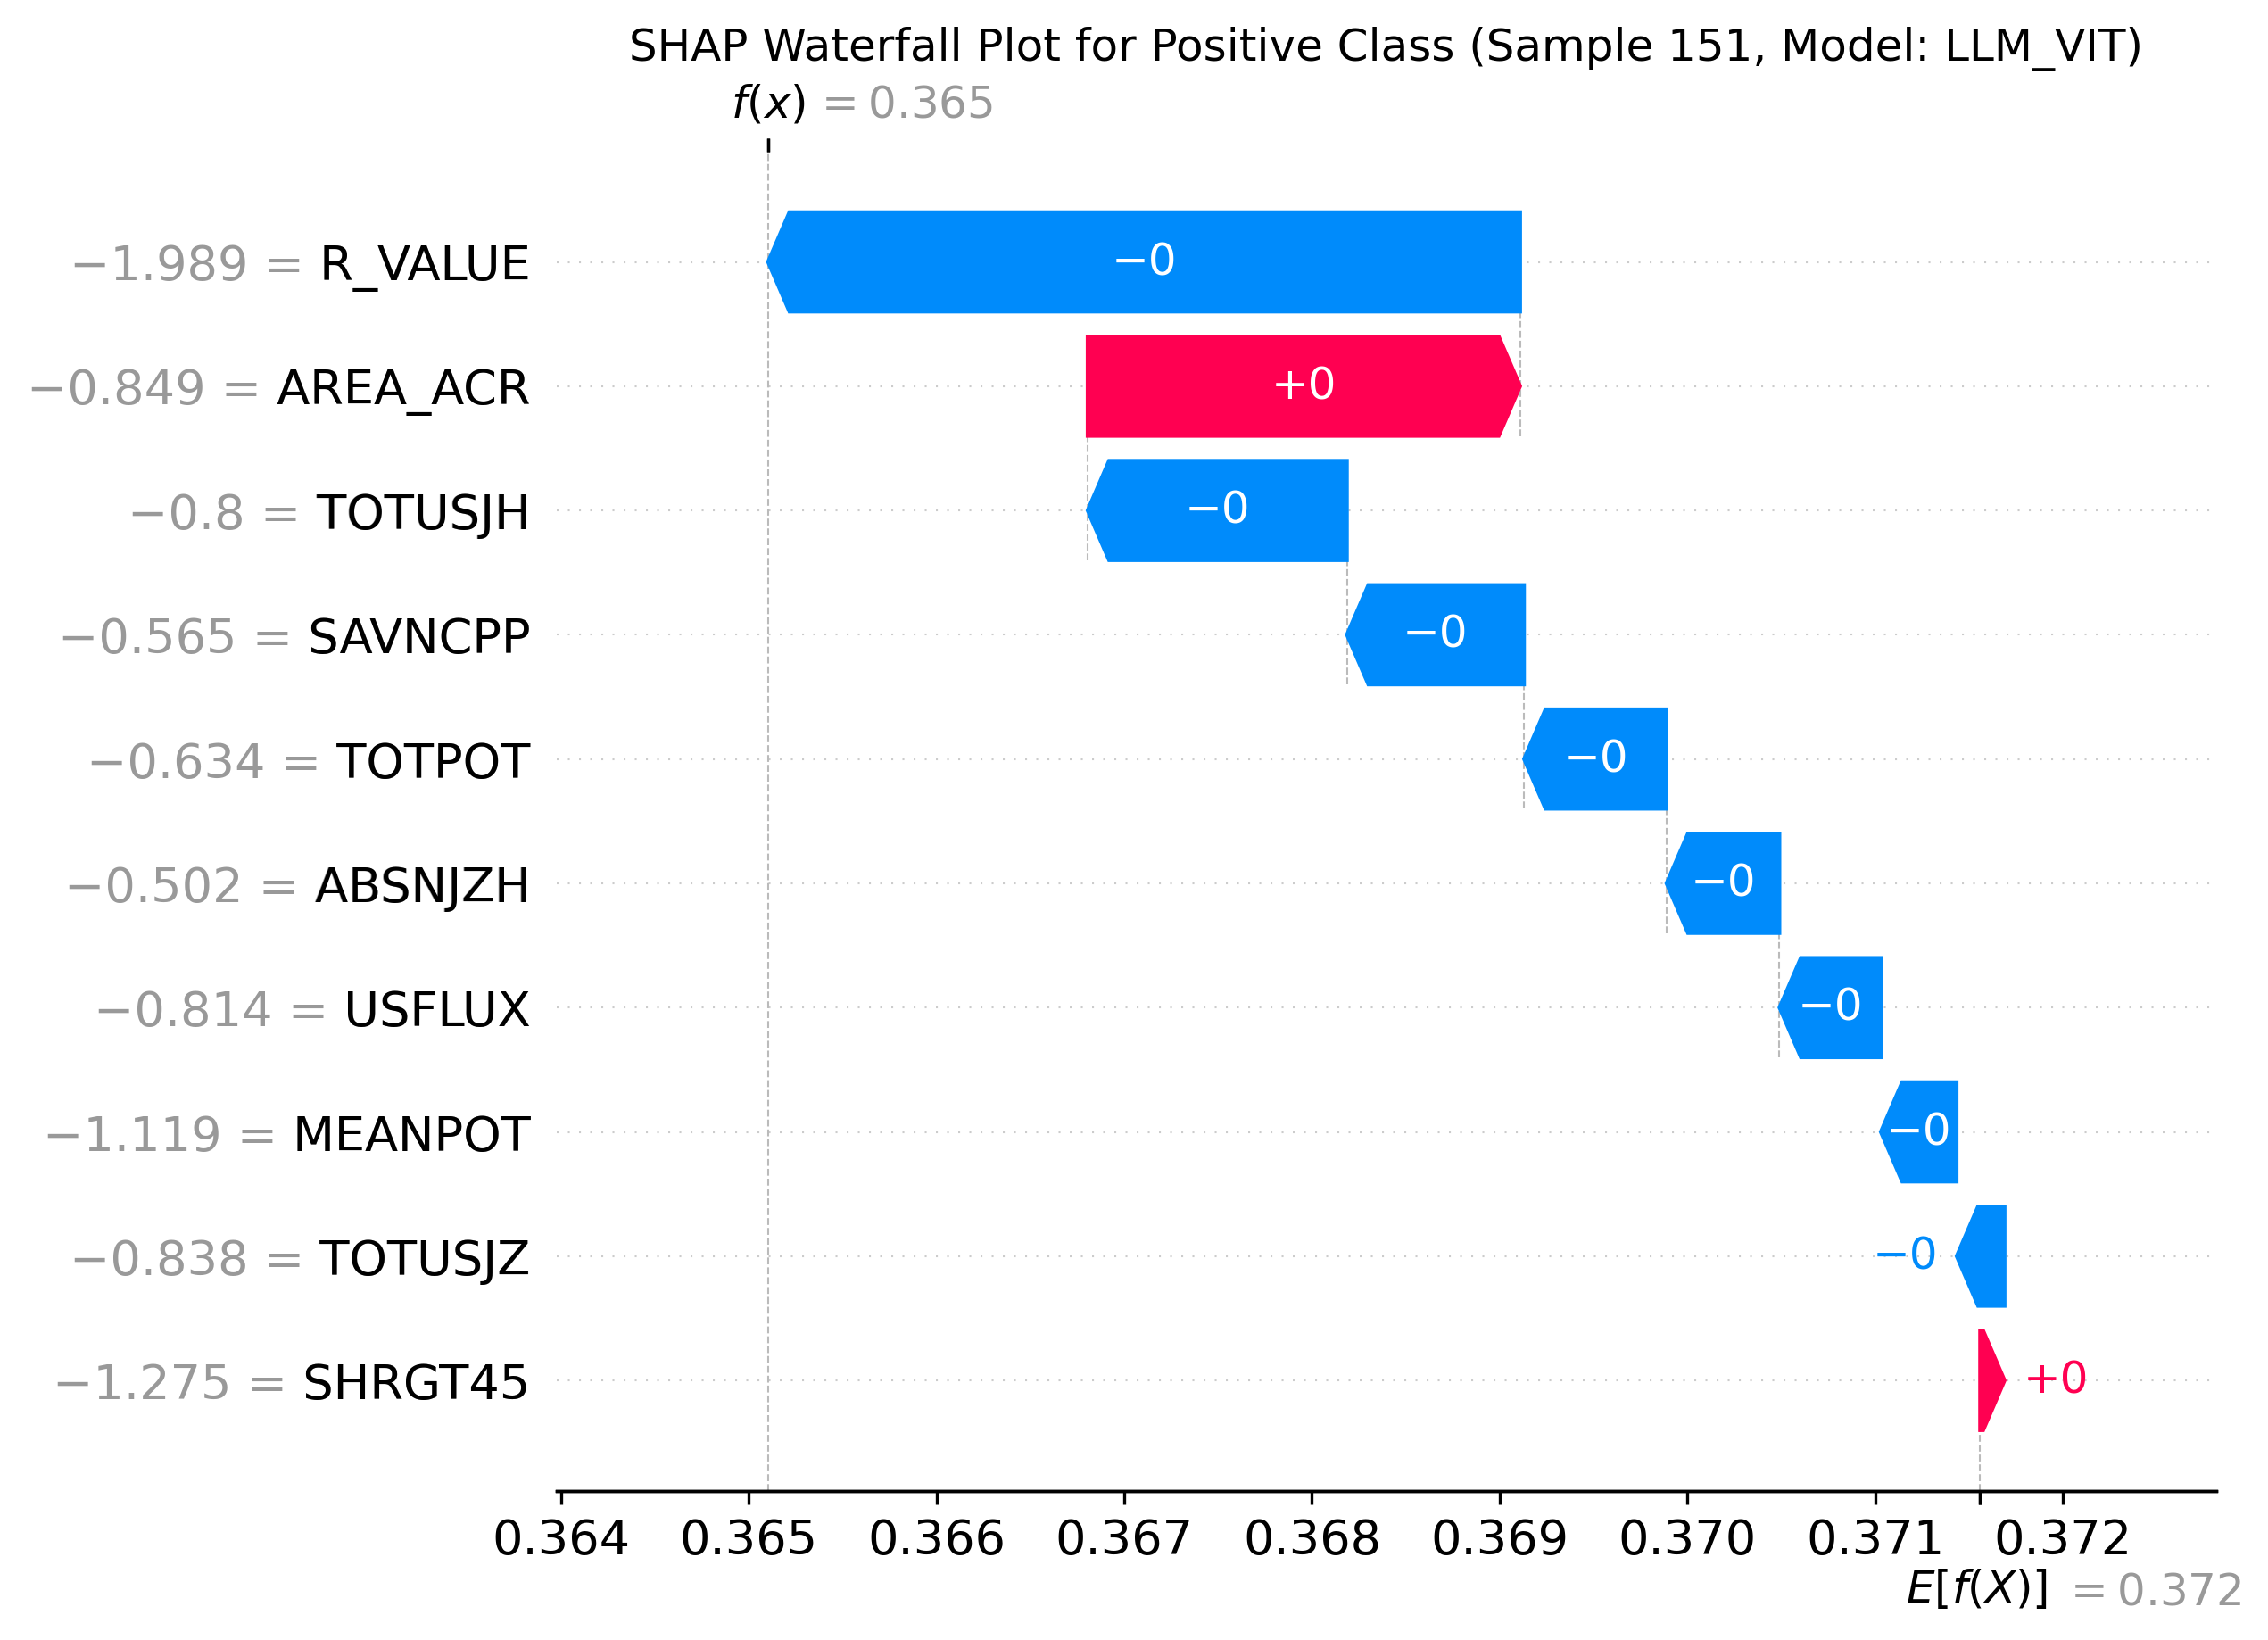 SHAP Waterfall Plot for Positive Class (Sample 151, Model: LLM_VIT)
f(x) = 0.365
−1.989 = R_VALUE −0
−0.849 = AREA_ACR +0
−0.8 = TOTUSJH −0
−0.565 = SAVNCPP −0
−0.634 = TOTPOT −0
−0.502 = ABSNJZH −0
−0.814 = USFLUX −0
−1.119 = MEANPOT −0
−0.838 = TOTUSJZ −0
−1.275 = SHRGT45 +0
0.364 0.365 0.366 0.367 0.368 0.369 0.370 0.371 0.372
E[f(X)] = 0.372